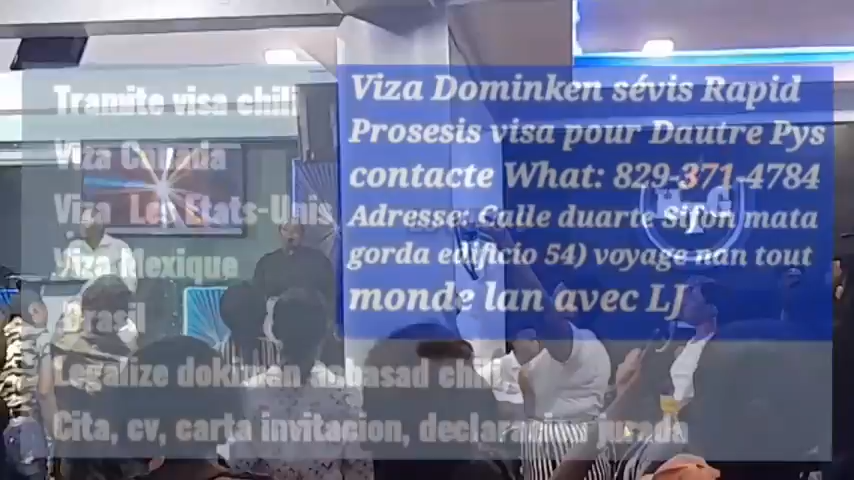 Tramite visa chili
Viza Canada
Viza Les Etats-Unis
Viza Mexique
Brasil
Legalize dokiman anbasad chili
Cita, cv, carta invitacion, declaracion jurada
Viza Dominken sévis Rapid
Prosesis visa pour Dautre Pys
contacte What: 829-371-4784
Adresse: Calle duarte Sifon mata
gorda edificio 54) voyage nan tout
monde lan avec LJ